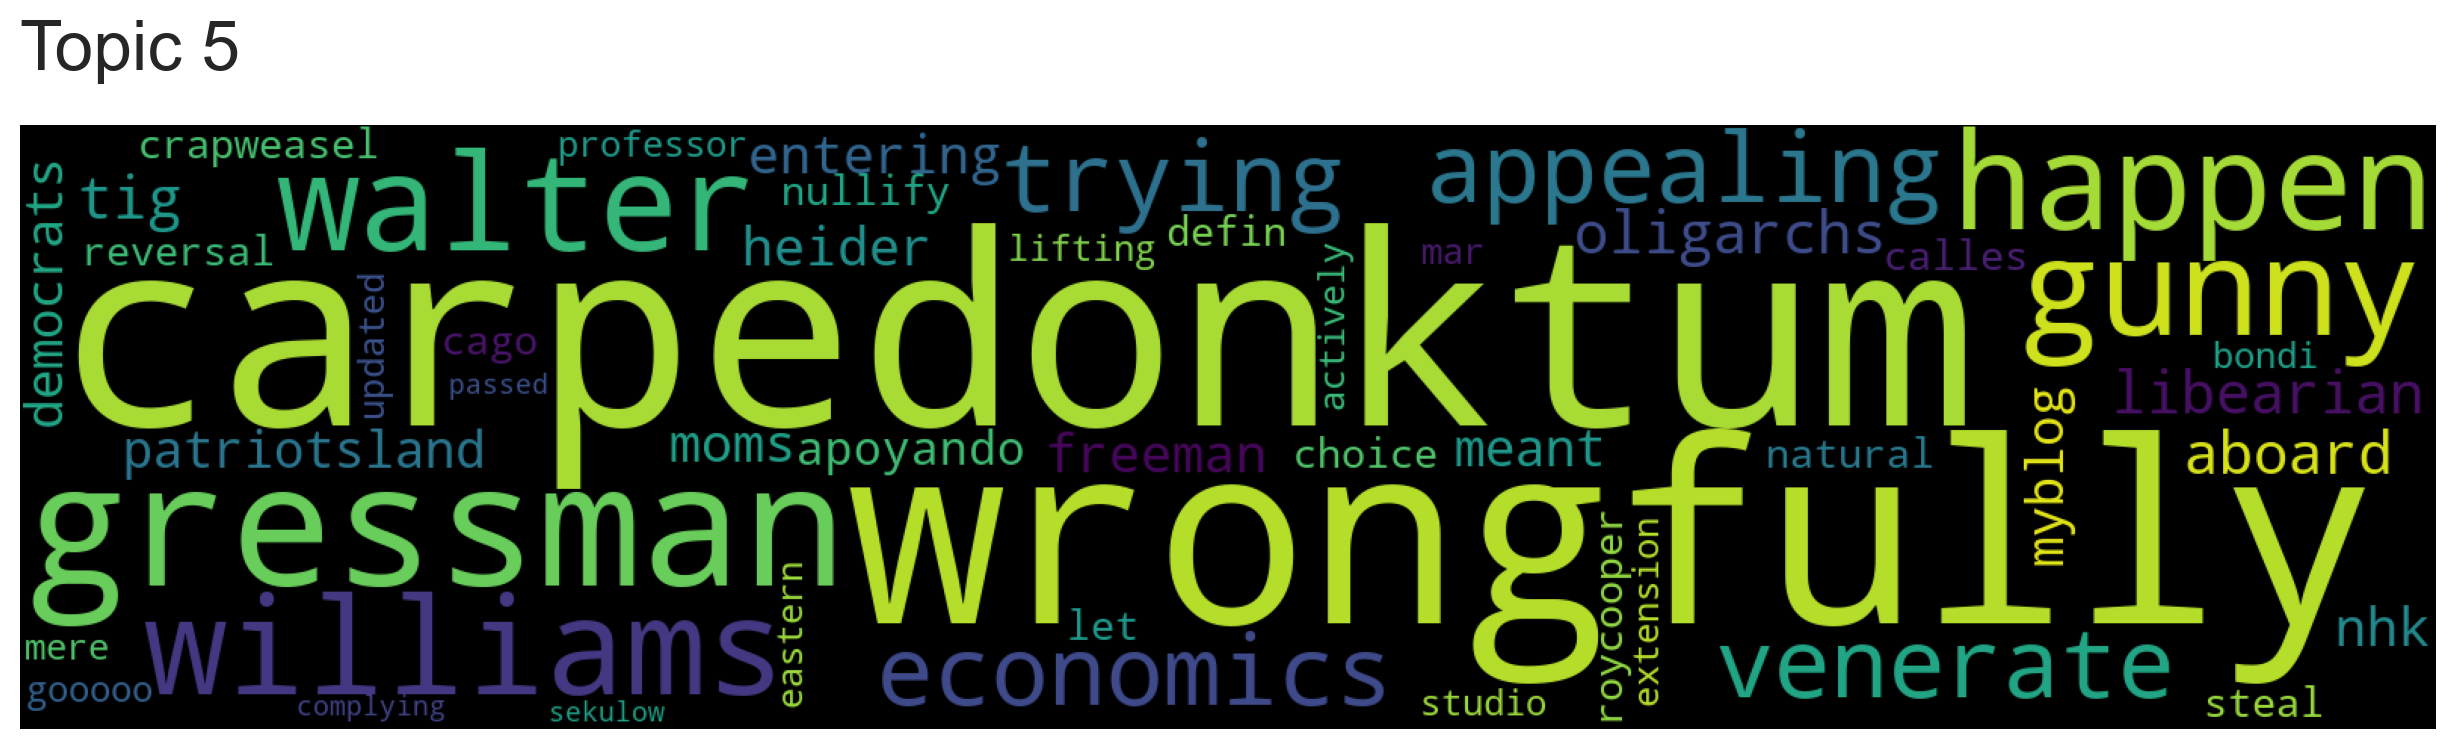 Topic 5
crapweasel
professor
entering
trying
appealing
happen
democrats
tig
walter
nullify
reversal
heider
lifting
defin
actively
mar
oligarchs
calles
gunny
carpedonktum
updated
cago
passed
bondi
libearian
patriotsland
moms
apoyando
freeman
choice
meant
natural
myblog
aboard
gressman
wrongfully
mere
williams
eastern
let
economics
roycooper
extension
venerate
nhk
gooooo
complying
sekulow
studio
steal